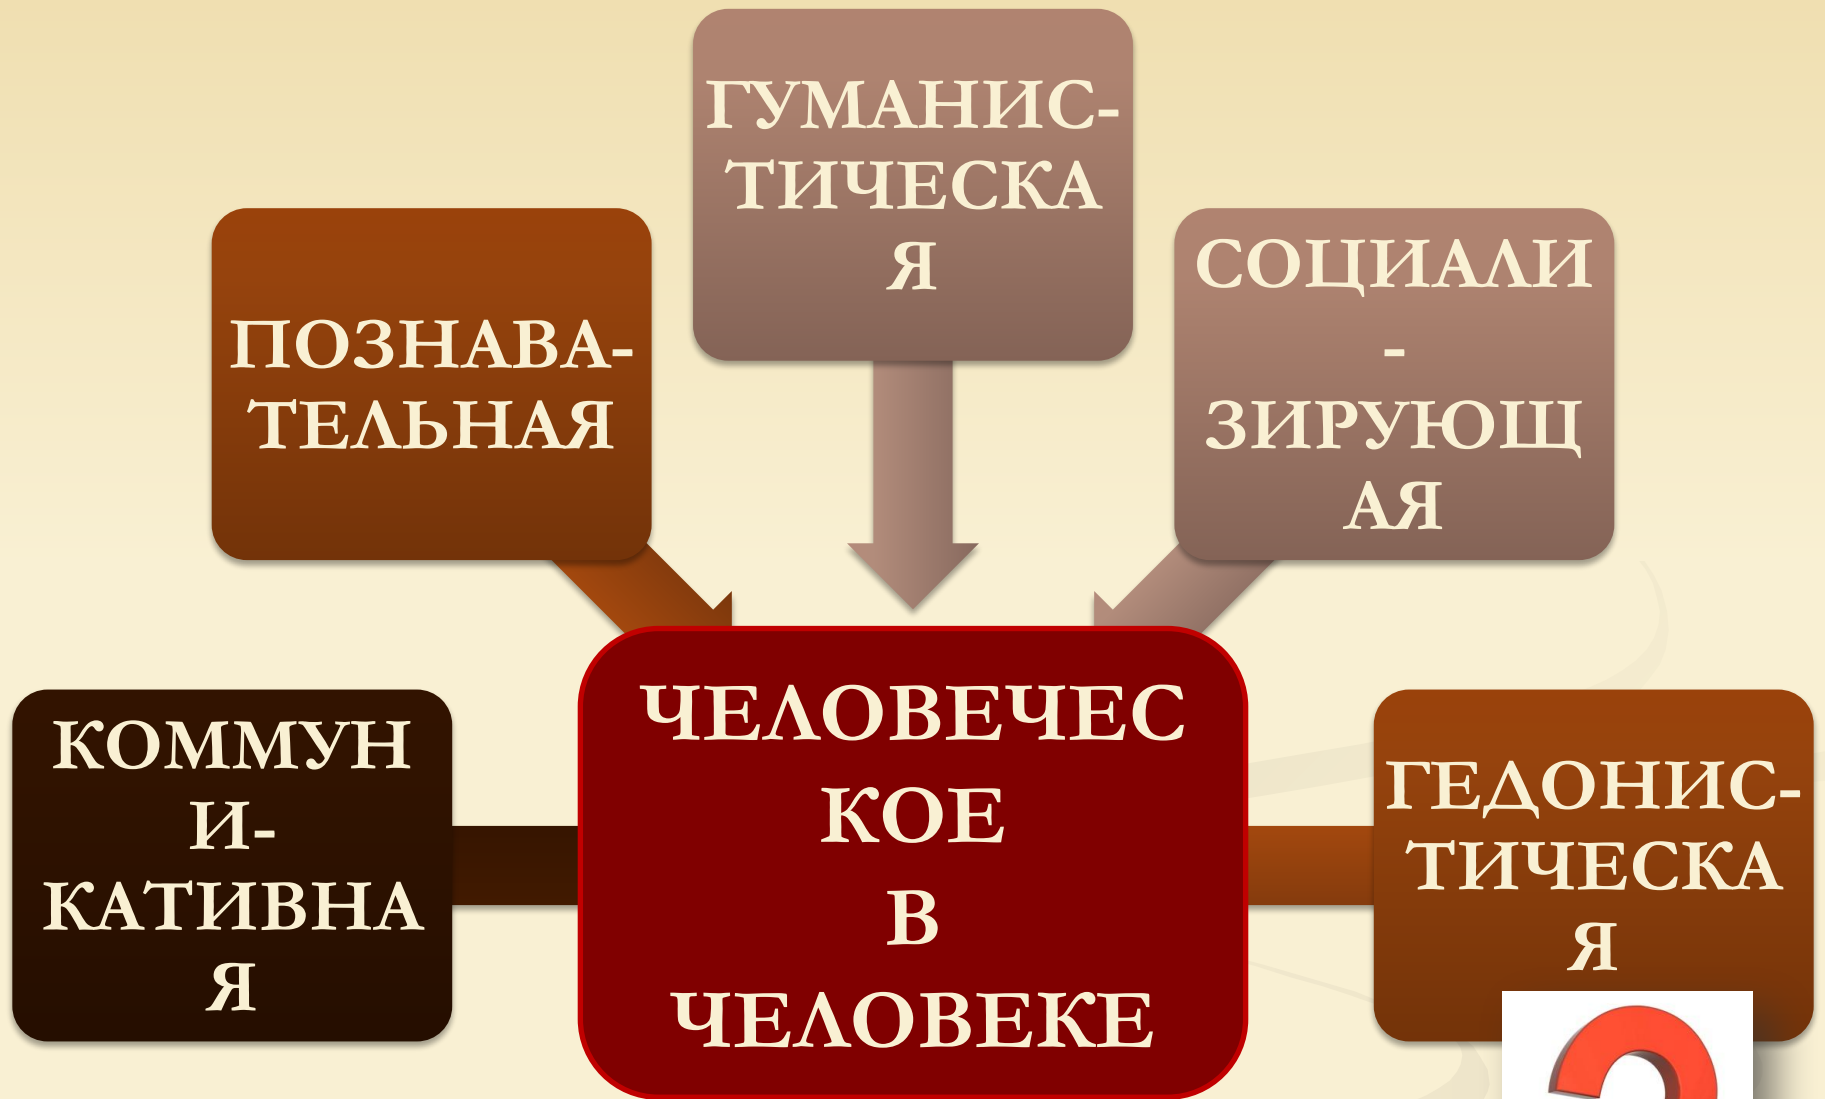 ГУМАНИС-
ТИЧЕСКА
Я
ПОЗНАВА-
ТЕЛЬНАЯ
СОЦИАЛИ
-
ЗИРУЮЩ
АЯ
КОММУН
И-
КАТИВНА
Я
ЧЕЛОВЕЧЕС
КОЕ
В
ЧЕЛОВЕКЕ
ГЕДОНИС-
ТИЧЕСКА
Я